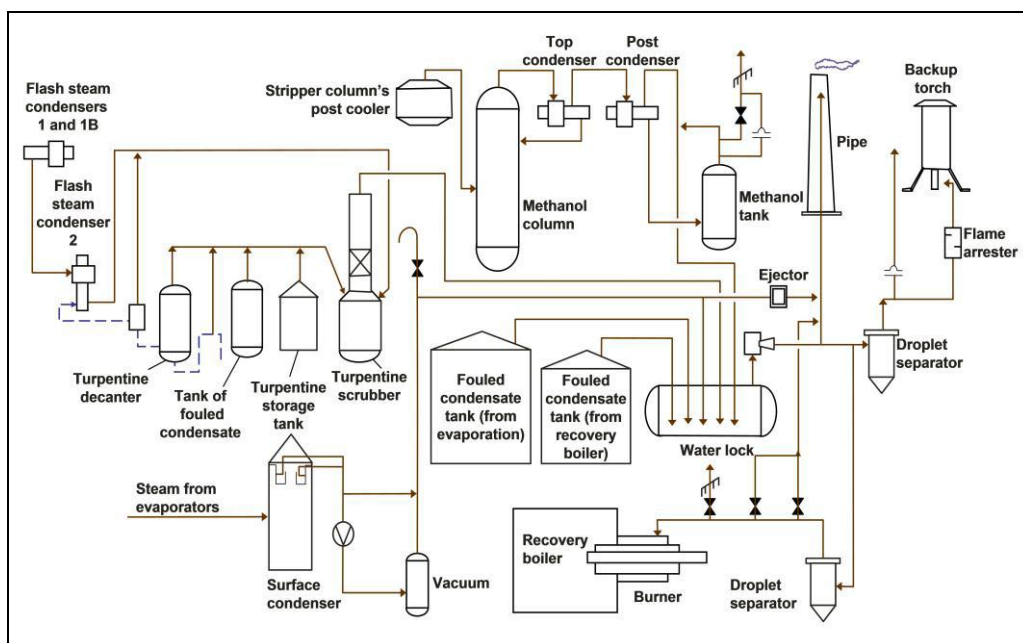 Top
condenser
Post
condenser
Backup
torch
Flash steam
condensers
1 and 1B
Stripper column's
post cooler
Pipe
Flash
steam
condenser
2
Methanol
column
Methanol
tank
Flame
arrester
Ejector
Droplet
separator
Turpentine
decanter
Tank of
fouled
condensate
Turpentine
storage
tank
Turpentine
scrubber
Fouled
condensate
tank (from
evaporation)
Fouled
condensate
tank (from
recovery
boiler)
Water lock
Steam from
evaporators
V
Surface
condenser
Vacuum
Recovery
boiler
Burner
Droplet
separator